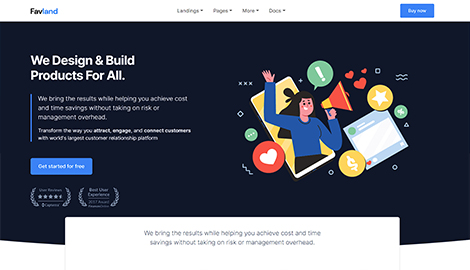 Favland
Landings Pages More Docs
Buy now
We Design & Build
Products For All.
We bring the results while helping you achieve cost
and time savings without taking on risk or
management overhead.
Transform the way you attract, engage, and connect customers
with world's largest customer relationship platform
Get started for free
User Reviews
Best User
Experience
We bring the results while helping you achieve cost and time
savings without taking on risk or management overhead.